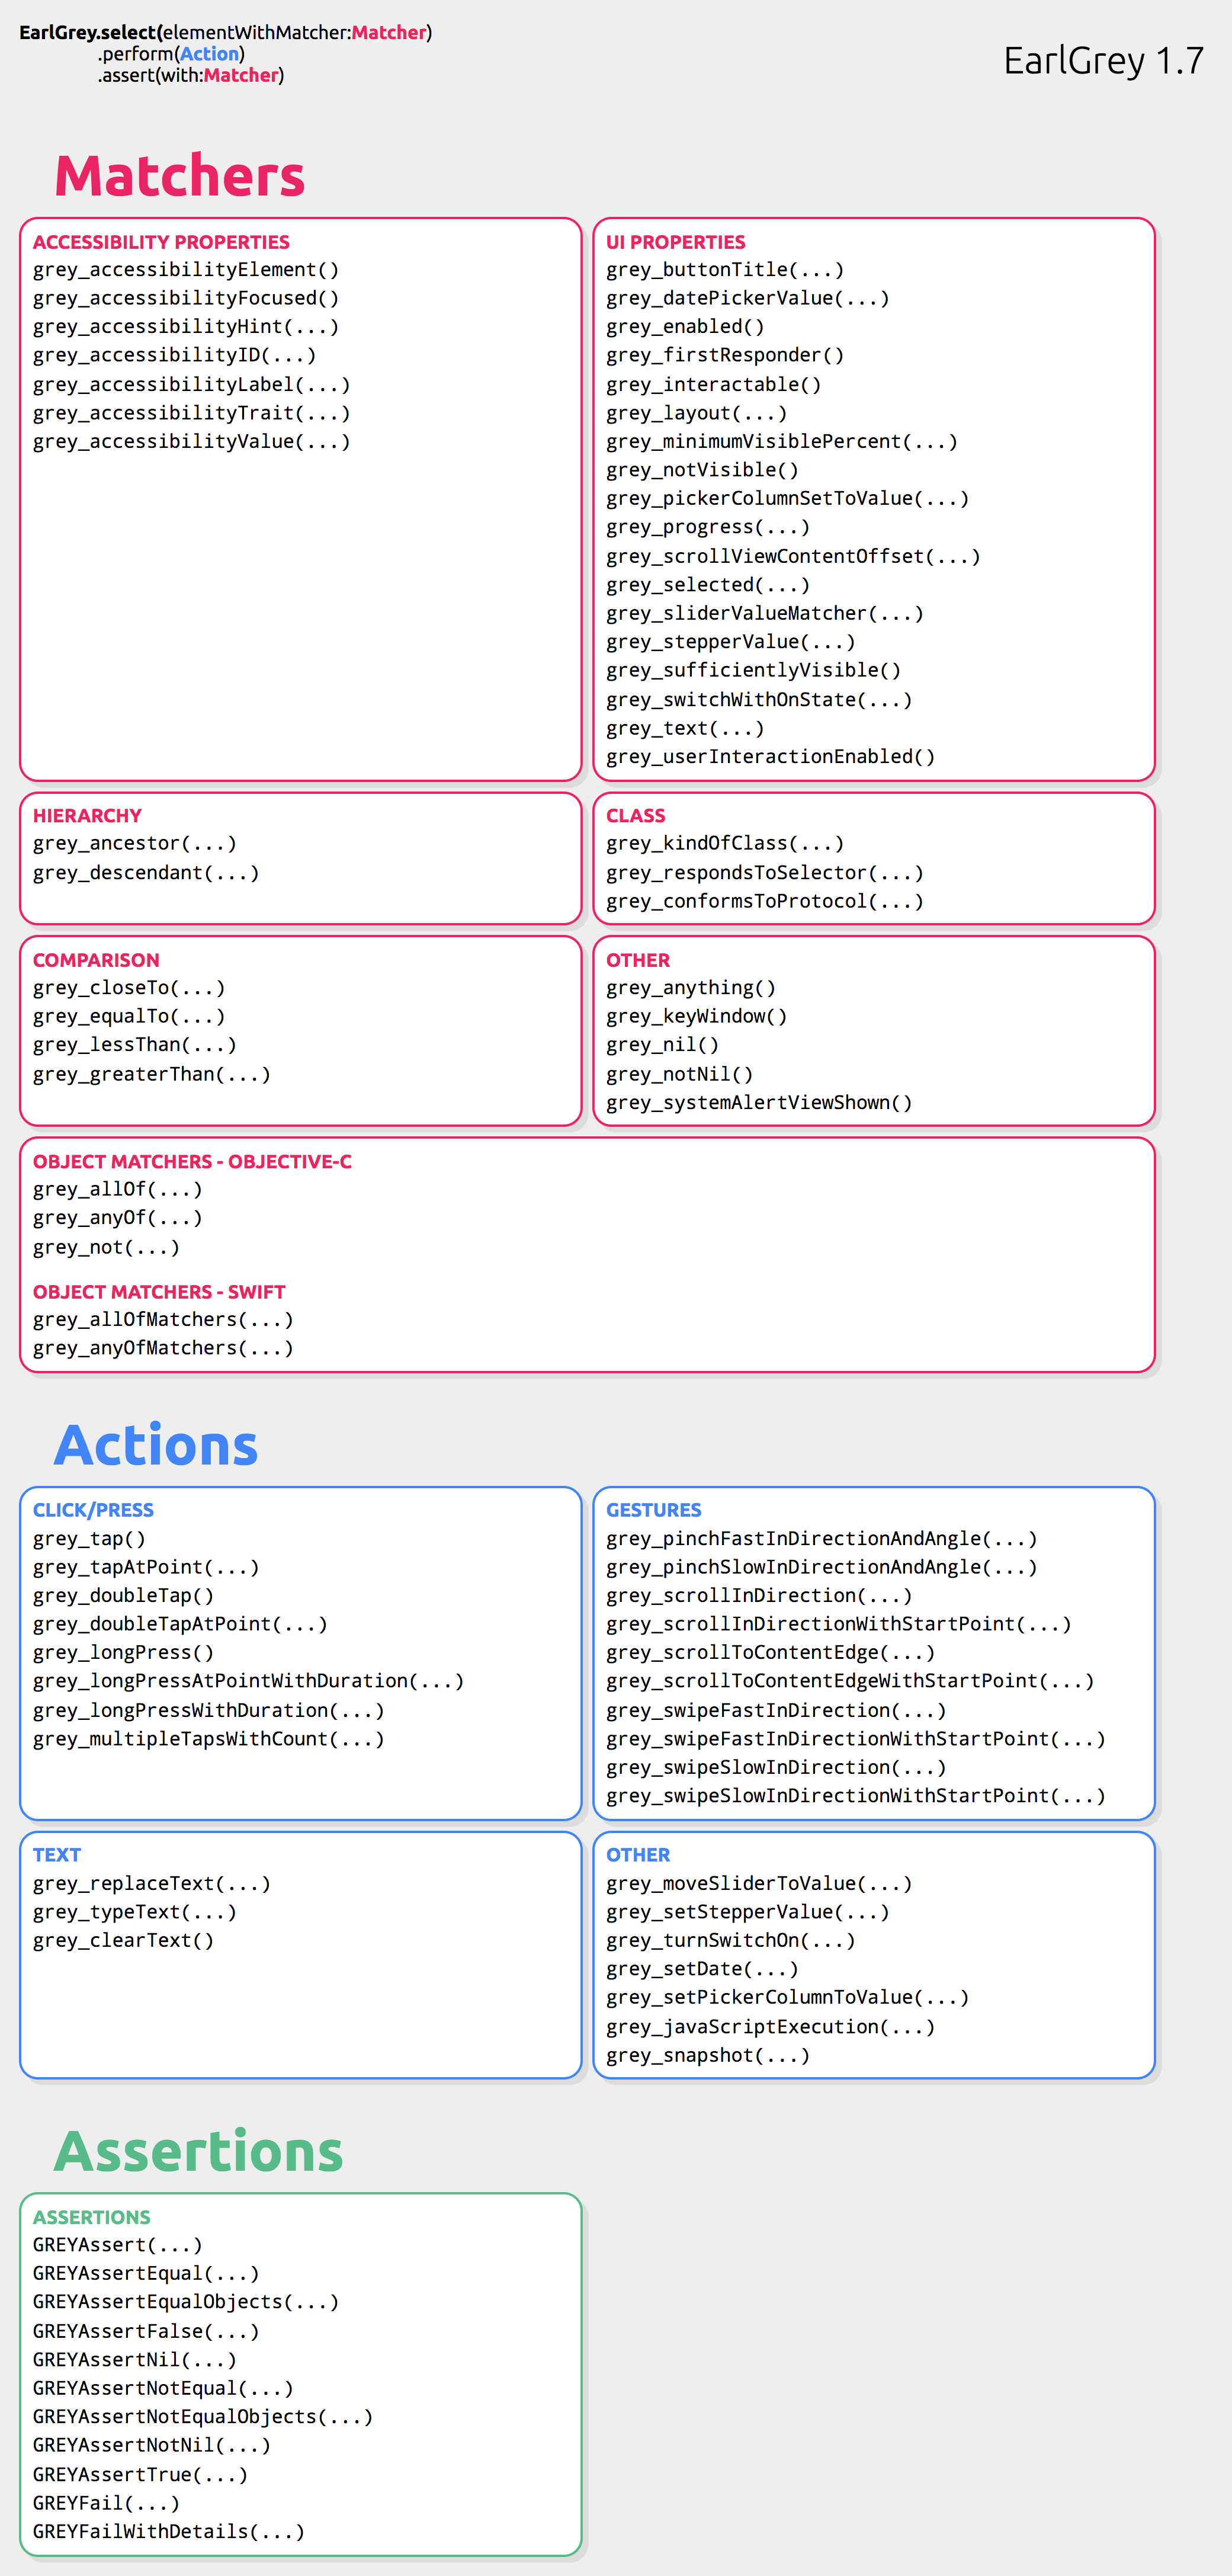 EarlGrey.select(elementWithMatcher:Matcher)
.perform(Action)
.assert(with:Matcher)
EarlGrey 1.7
Matchers
ACCESSIBILITY PROPERTIES
grey_accessibilityElement()
grey_accessibilityFocused()
grey_accessibilityHint(...)
grey_accessibilityID(...)
grey_accessibilityLabel(...)
grey_accessibilityTrait(...)
grey_accessibilityValue(...)
UI PROPERTIES
grey_buttonTitle(...)
grey_datePickerValue(...)
grey_enabled()
grey_firstResponder()
grey_interactable()
grey_layout(...)
grey_minimumVisiblePercent(...)
grey_notVisible()
grey_pickerColumnSetToValue(...)
grey_progress(...)
grey_scrollViewContentOffset(...)
grey_selected(...)
grey_sliderValueMatcher(...)
grey_stepperValue(...)
grey_sufficientlyVisible()
grey_switchWithOnState(...)
grey_text(...)
grey_userInteractionEnabled()
HIERARCHY
grey_ancestor(...)
grey_descendant(...)
CLASS
grey_kindOfClass(...)
grey_respondsToSelector(...)
grey_conformsToProtocol(...)
COMPARISON
grey_closeTo(...)
grey_equalTo(...)
grey_lessThan(...)
grey_greaterThan(...)
OTHER
grey_anything()
grey_keyWindow()
grey_nil()
grey_notNil()
grey_systemAlertViewShown()
OBJECT MATCHERS - OBJECTIVE-C
grey_allOf(...)
grey_anyOf(...)
grey_not(...)
OBJECT MATCHERS - SWIFT
grey_allOfMatchers(...)
grey_anyOfMatchers(...)
Actions
CLICK/PRESS
grey_tap()
grey_tapAtPoint(...)
grey_doubleTap()
grey_doubleTapAtPoint(...)
grey_longPress()
grey_longPressAtPointWithDuration(...)
grey_longPressWithDuration(...)
grey_multipleTapsWithCount(...)
GESTURES
grey_pinchFastInDirectionAndAngle(...)
grey_pinchSlowInDirectionAndAngle(...)
grey_scrollInDirection(...)
grey_scrollInDirectionWithStartPoint(...)
grey_scrollToContentEdge(...)
grey_scrollToContentEdgeWithStartPoint(...)
grey_swipeFastInDirection(...)
grey_swipeFastInDirectionWithStartPoint(...)
grey_swipeSlowInDirection(...)
grey_swipeSlowInDirectionWithStartPoint(...)
TEXT
grey_replaceText(...)
grey_typeText(...)
grey_clearText()
OTHER
grey_moveSliderToValue(...)
grey_setStepperValue(...)
grey_turnSwitchOn(...)
grey_setDate(...)
grey_setPickerColumnToValue(...)
grey_javaScriptExecution(...)
grey_snapshot(...)
Assertions
ASSERTIONS
GREYAssert(...)
GREYAssertEqual(...)
GREYAssertEqualObjects(...)
GREYAssertFalse(...)
GREYAssertNil(...)
GREYAssertNotEqual(...)
GREYAssertNotEqualObjects(...)
GREYAssertNotNil(...)
GREYAssertTrue(...)
GREYFail(...)
GREYFailWithDetails(...)